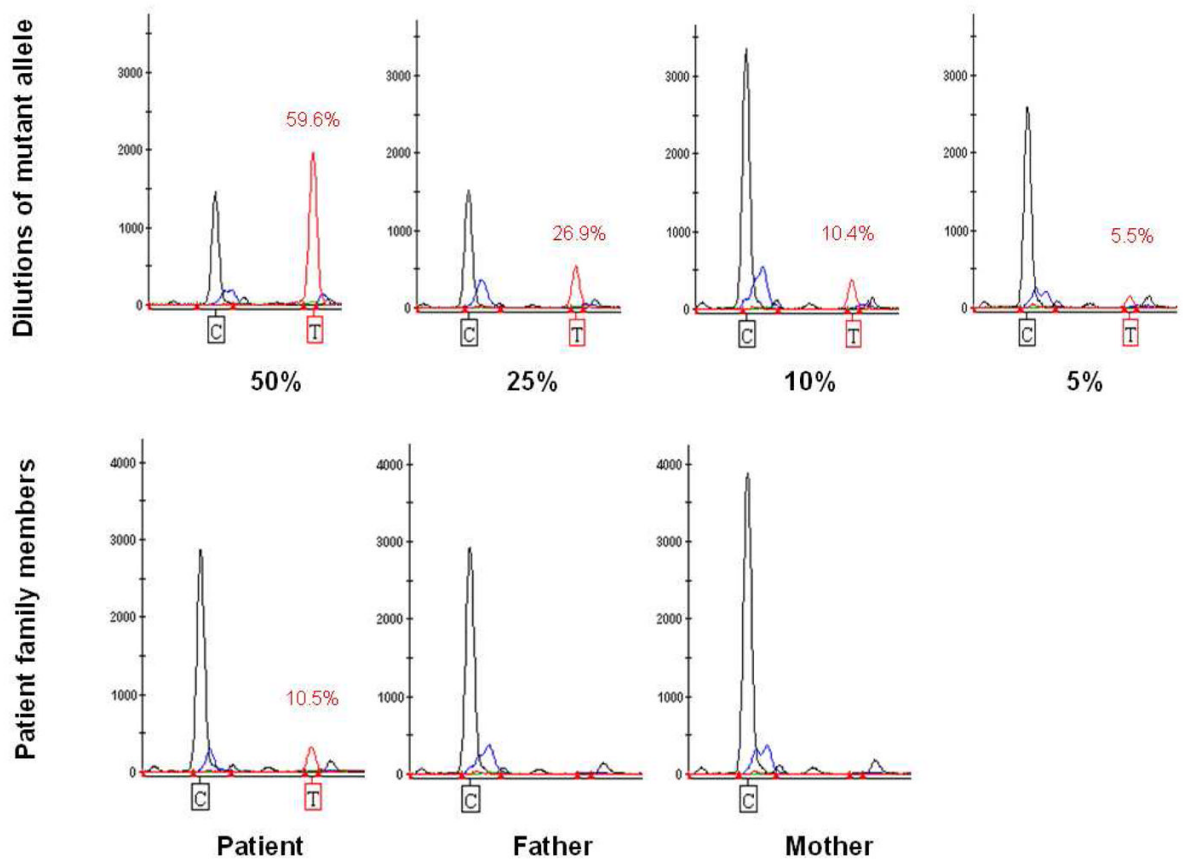 Dilutions of mutant allele
3000
2000
1000
0
59.6%
C
T
50%
3000
2000
1000
0
26.9%
C
T
25%
3000
2000
1000
0
10.4%
C
T
10%
3000
2000
1000
0
5.5%
C
T
5%
Patient family members
4000
3000
2000
1000
0
10.5%
C
T
Patient
4000
3000
2000
1000
0
C
Father
4000
3000
2000
1000
0
C
Mother